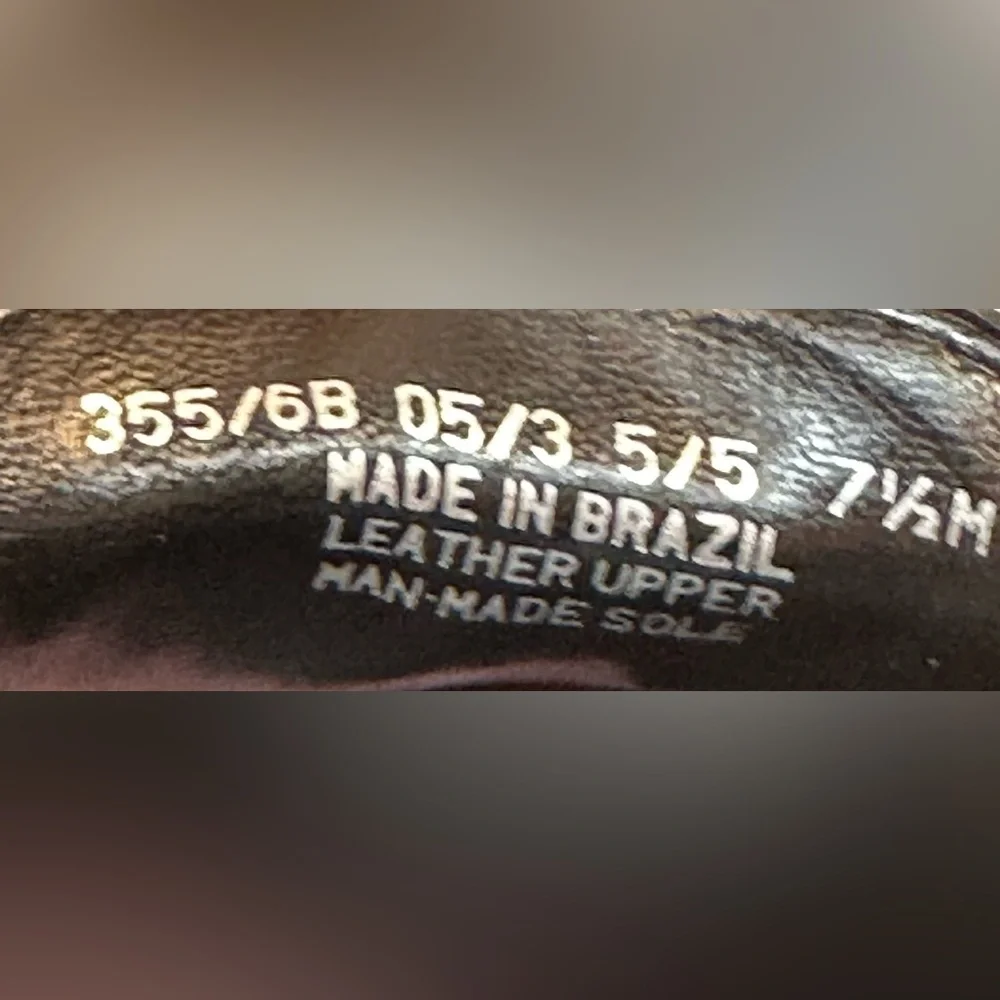 355/6B 05/3 5/5 7½M
MADE IN BRAZIL
LEATHER UPPER
MAN-MADE SOLE